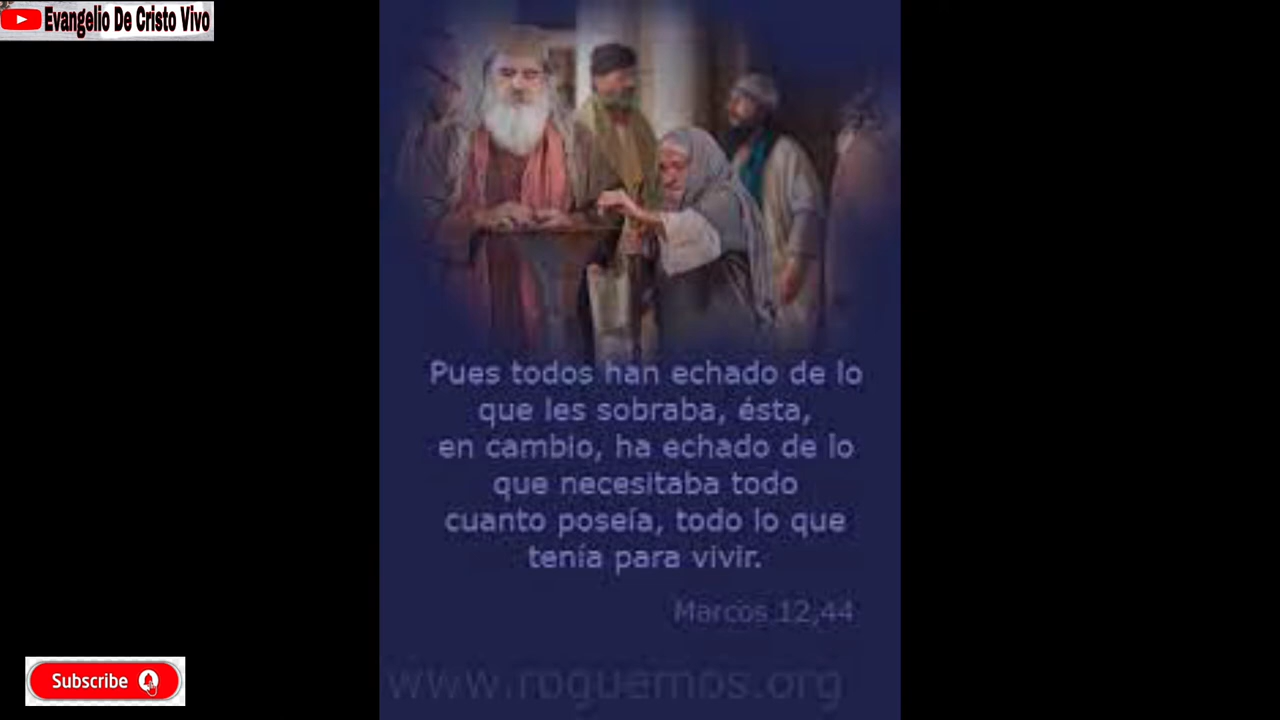 Evangelio De Cristo Vivo
Pues todos han echado de lo
que les sobraba, ésta,
en cambio, ha echado de lo
que necesitaba todo
cuanto poseía, todo lo que
tenía para vivir.
Marcos 12,44
www.roguemos.org
Subscribe